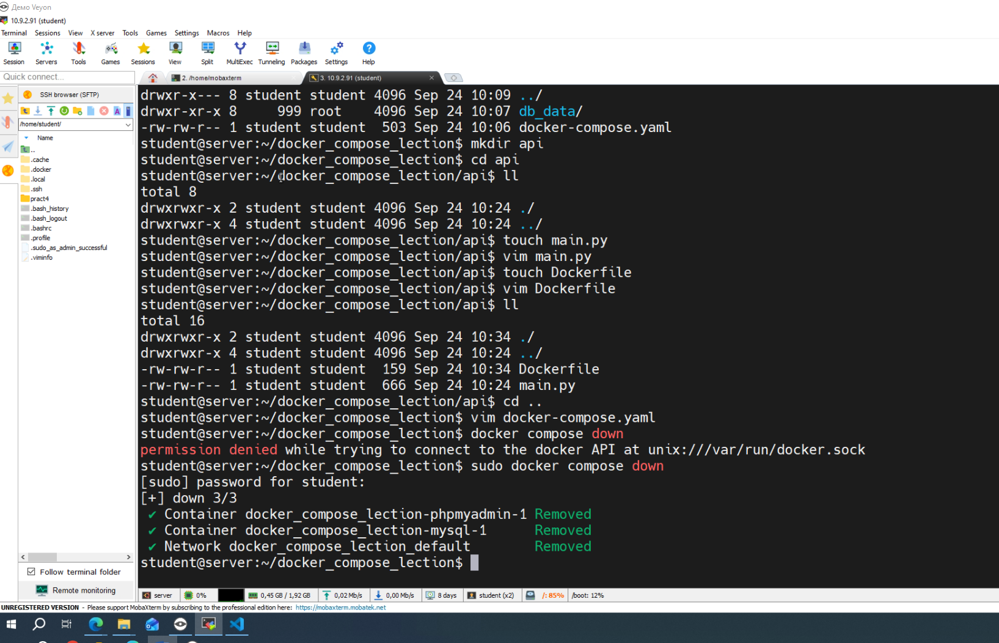 Демо Veyon
10.9.2.91 (student)
Terminal Sessions View X server Tools Games Settings Macros Help
Session Servers Tools Games Sessions View Split MultiExec Tunneling Packages Settings Help
Quick connect...
2. /home/mobaxterm
3. 10.9.2.91 (student)
SSH browser (SFTP)
/home/student/
Name
..
.cache
.docker
.local
.ssh
pract4
.bash_history
.bash_logout
.bashrc
.profile
.sudo_as_admin_successful
.viminfo
Follow terminal folder
Remote monitoring
drwxr-x--- 8 student student 4096 Sep 24 10:09 ../
drwxr-xr-x 8     999 root    4096 Sep 24 10:07 db_data/
-rw-rw-r-- 1 student student  503 Sep 24 10:06 docker-compose.yaml
student@server:~/docker_compose_lection$ mkdir api
student@server:~/docker_compose_lection$ cd api
student@server:~/docker_compose_lection/api$ ll
total 8
drwxrwxr-x 2 student student 4096 Sep 24 10:24 ./
drwxrwxr-x 4 student student 4096 Sep 24 10:24 ../
student@server:~/docker_compose_lection/api$ touch main.py
student@server:~/docker_compose_lection/api$ vim main.py
student@server:~/docker_compose_lection/api$ touch Dockerfile
student@server:~/docker_compose_lection/api$ vim Dockerfile
student@server:~/docker_compose_lection/api$ ll
total 16
drwxrwxr-x 2 student student 4096 Sep 24 10:34 ./
drwxrwxr-x 4 student student 4096 Sep 24 10:24 ../
-rw-rw-r-- 1 student student  159 Sep 24 10:34 Dockerfile
-rw-rw-r-- 1 student student  666 Sep 24 10:24 main.py
student@server:~/docker_compose_lection/api$ cd ..
student@server:~/docker_compose_lection$ vim docker-compose.yaml
student@server:~/docker_compose_lection$ docker compose down
permission denied while trying to connect to the docker API at unix:///var/run/docker.sock
student@server:~/docker_compose_lection$ sudo docker compose down
[sudo] password for student:
[+] down 3/3
✔ Container docker_compose_lection-phpmyadmin-1 Removed
✔ Container docker_compose_lection-mysql-1      Removed
✔ Network docker_compose_lection_default        Removed
student@server:~/docker_compose_lection$
server 0% 0,45 GB / 1,92 GB 0,02 Mb/s 0,00 Mb/s 8 days student (x2) /: 85% /boot: 12%
UNREGISTERED VERSION - Please support MobaXterm by subscribing to the professional edition here: https://mobaxterm.mobatek.net